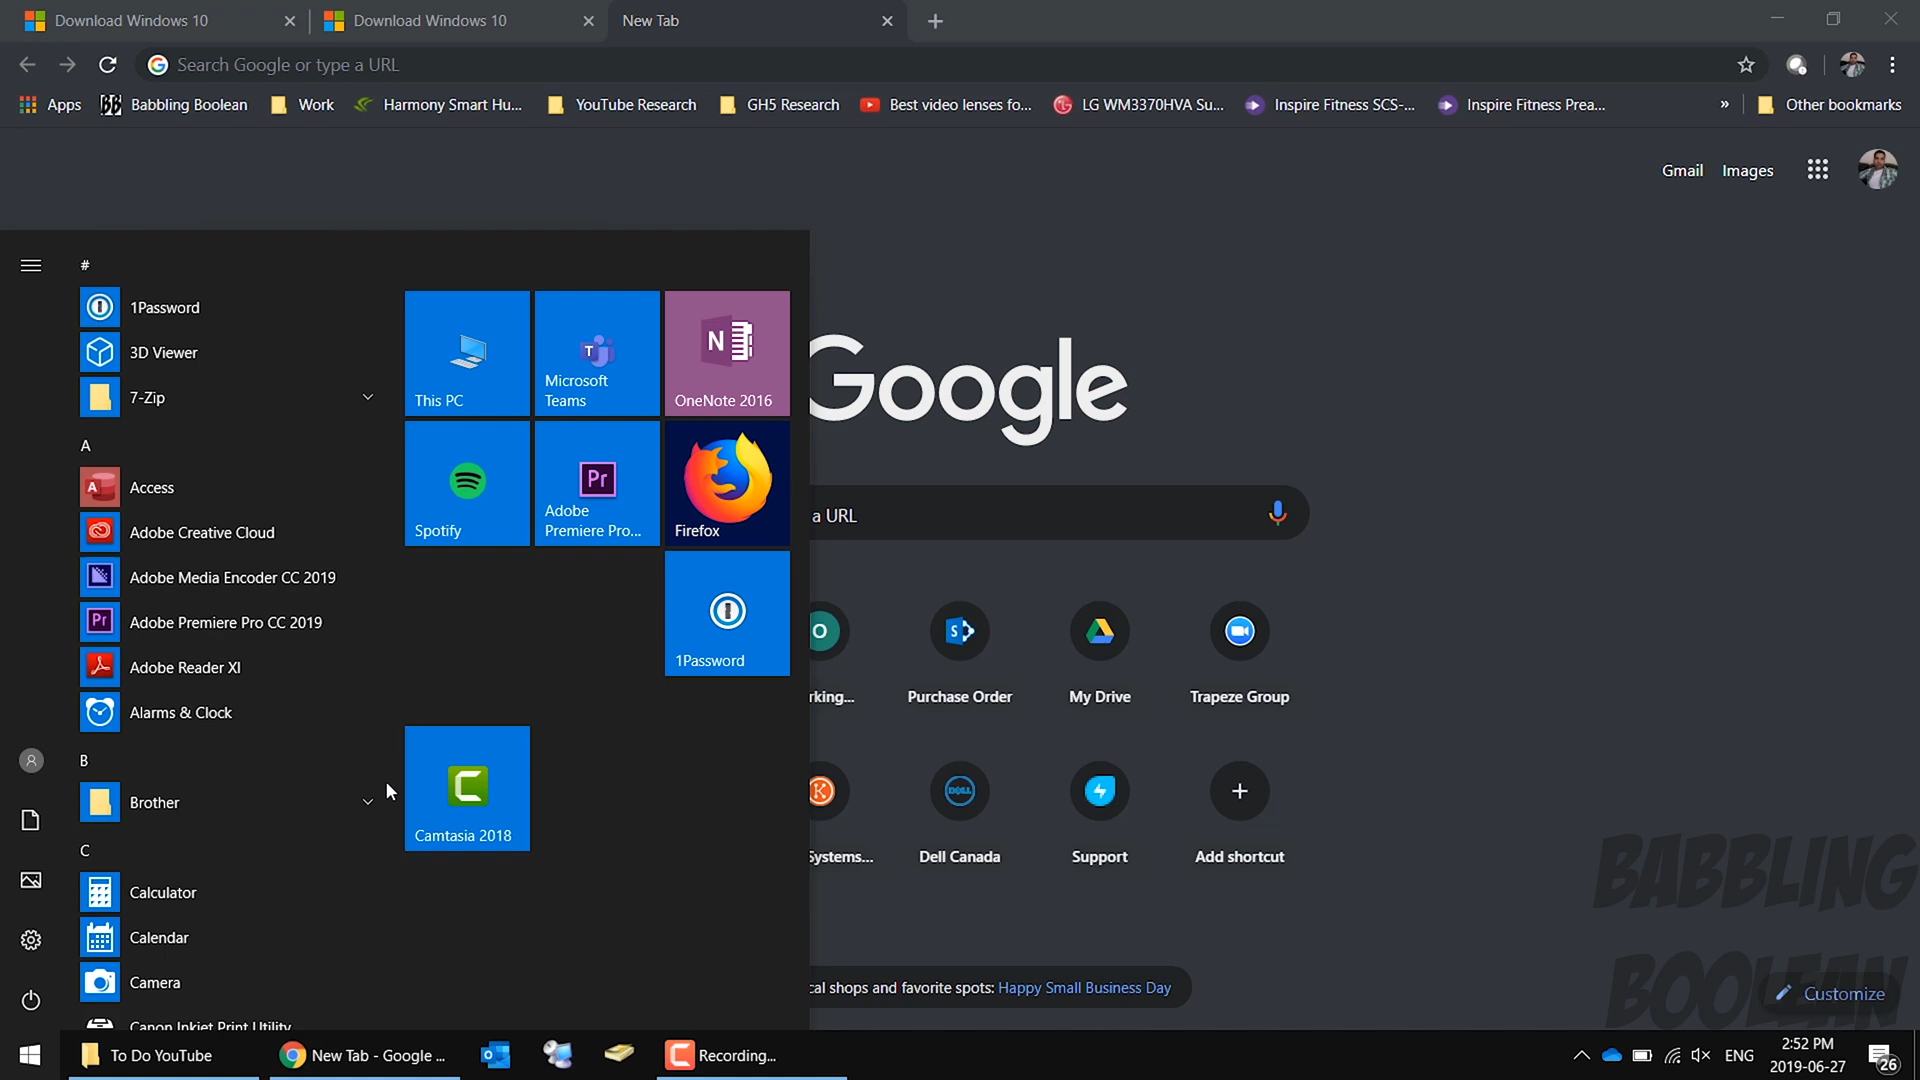 Download Windows 10
Download Windows 10
New Tab
Search Google or type a URL
Apps
Babbling Boolean
Work
Harmony Smart Hu...
YouTube Research
GH5 Research
Best video lenses fo...
LG WM3370HVA Su...
Inspire Fitness SCS-...
Inspire Fitness Prea...
»
Other bookmarks
Gmail
Images
#
1Password
3D Viewer
7-Zip
A
Access
Adobe Creative Cloud
Adobe Media Encoder CC 2019
Adobe Premiere Pro CC 2019
Adobe Reader XI
Alarms & Clock
B
Brother
C
Calculator
Calendar
Camera
Canon Inkjet Print Utility
This PC
Microsoft
Teams
OneNote 2016
Spotify
Adobe
Premiere Pro...
Firefox
1Password
Camtasia 2018
Google
a URL
rking...
Purchase Order
My Drive
Trapeze Group
Systems...
Dell Canada
Support
Add shortcut
cal shops and favorite spots: Happy Small Business Day
BABBLING
BOOLEAN
Customize
To Do YouTube
New Tab - Google ...
Recording...
ENG
2:52 PM
2019-06-27
26